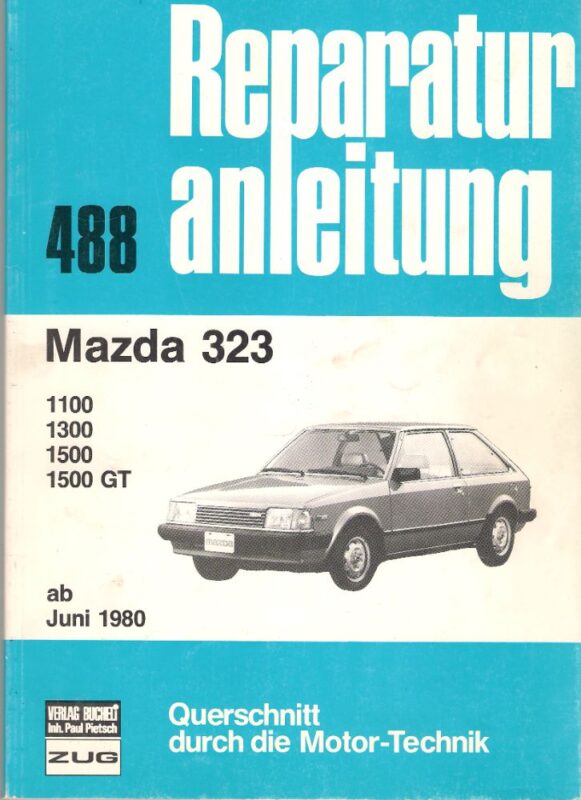 Reparatur
anleitung
488
Mazda 323
1100
1300
1500
1500 GT
mazda
ab
Juni 1980
VERLAG BUCHELI
Inh. Paul Pietsch
ZUG
Querschnitt
durch die Motor-Technik